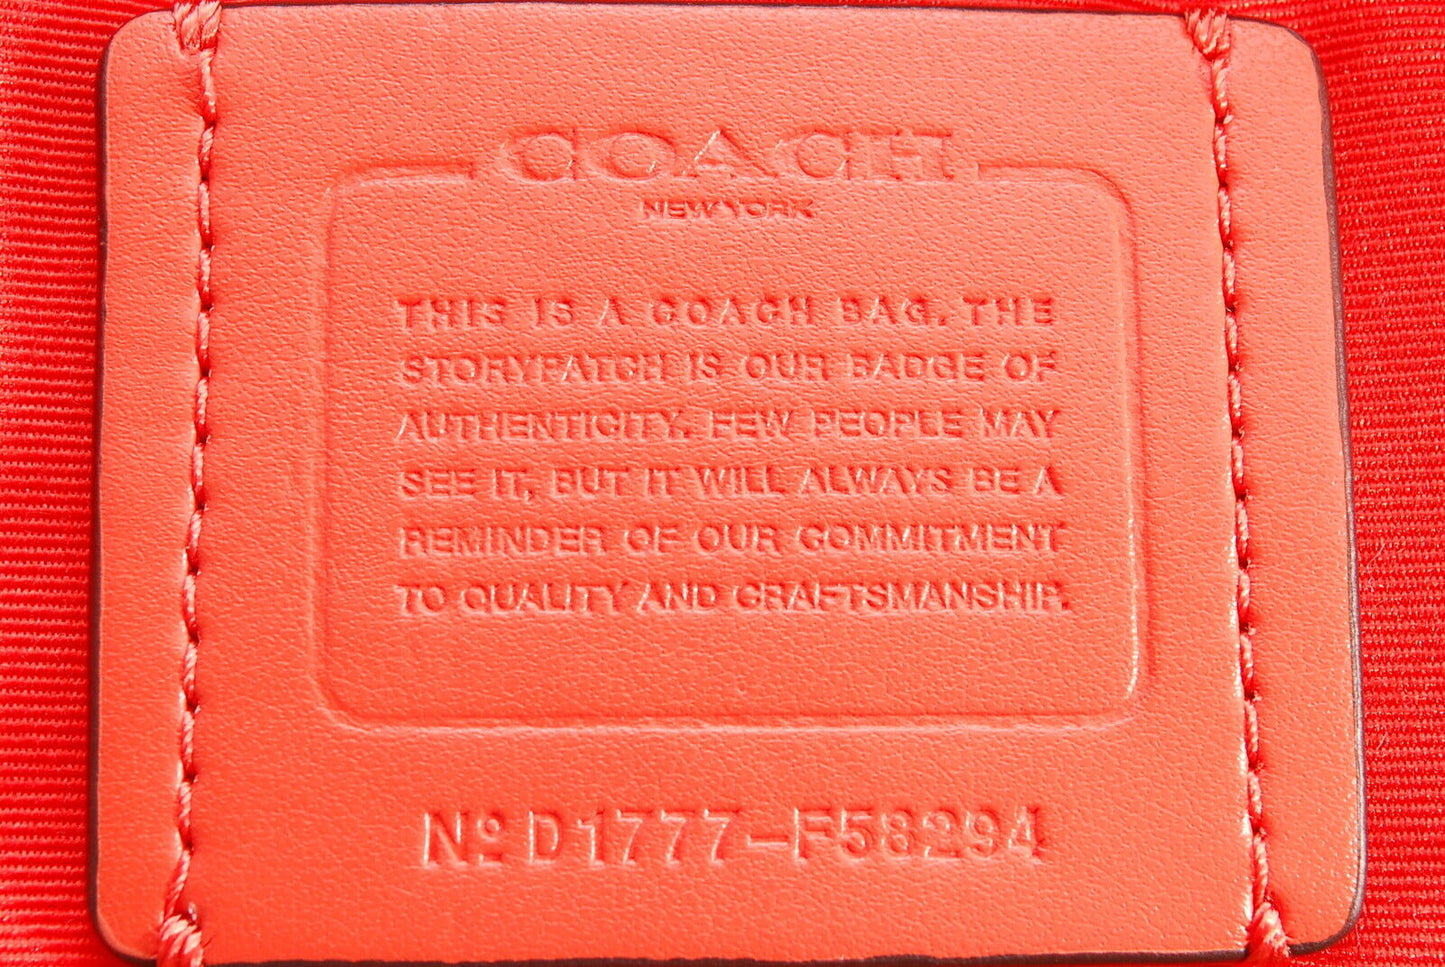 COACH
NEW YORK
THIS IS A COACH BAG. THE
STORYPATCH IS OUR BADGE OF
AUTHENTICITY. FEW PEOPLE MAY
SEE IT, BUT IT WILL ALWAYS BE A
REMINDER OF OUR COMMITMENT
TO QUALITY AND CRAFTSMANSHIP.
Nº D1777-F58294